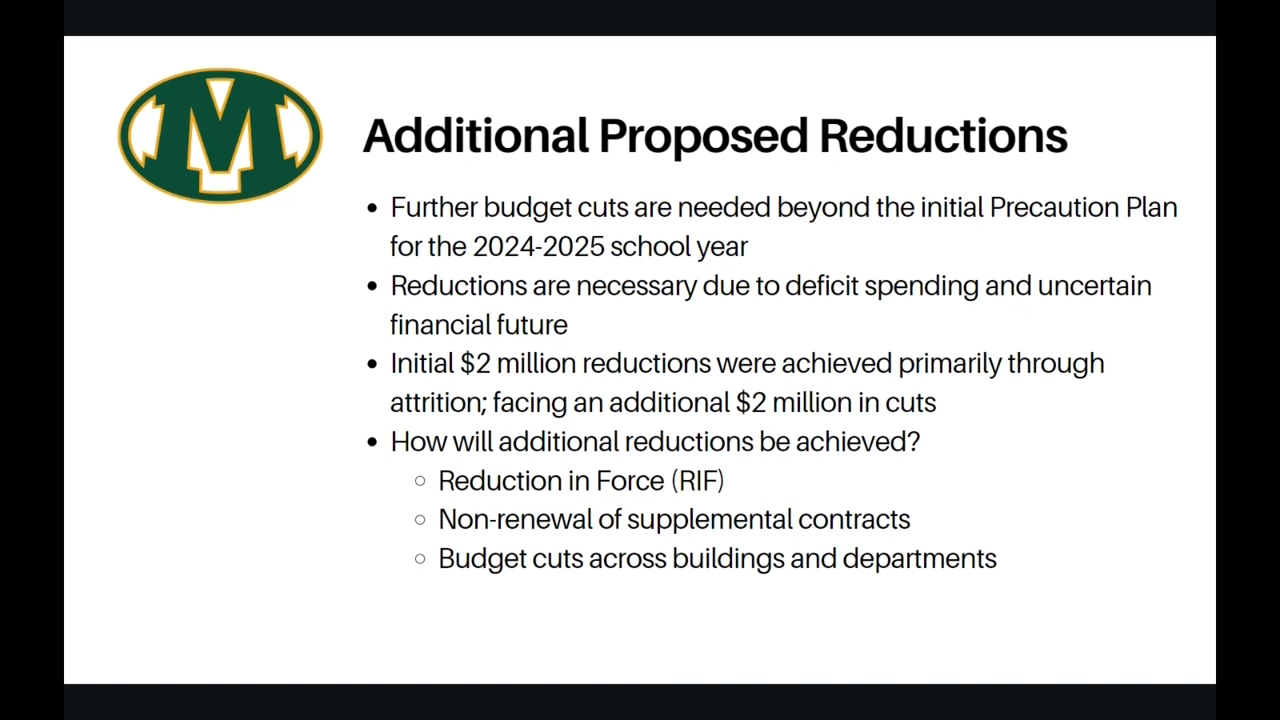 M
Additional Proposed Reductions
• Further budget cuts are needed beyond the initial Precaution Plan
for the 2024-2025 school year
• Reductions are necessary due to deficit spending and uncertain
financial future
• Initial $2 million reductions were achieved primarily through
attrition; facing an additional $2 million in cuts
• How will additional reductions be achieved?
○ Reduction in Force (RIF)
○ Non-renewal of supplemental contracts
○ Budget cuts across buildings and departments